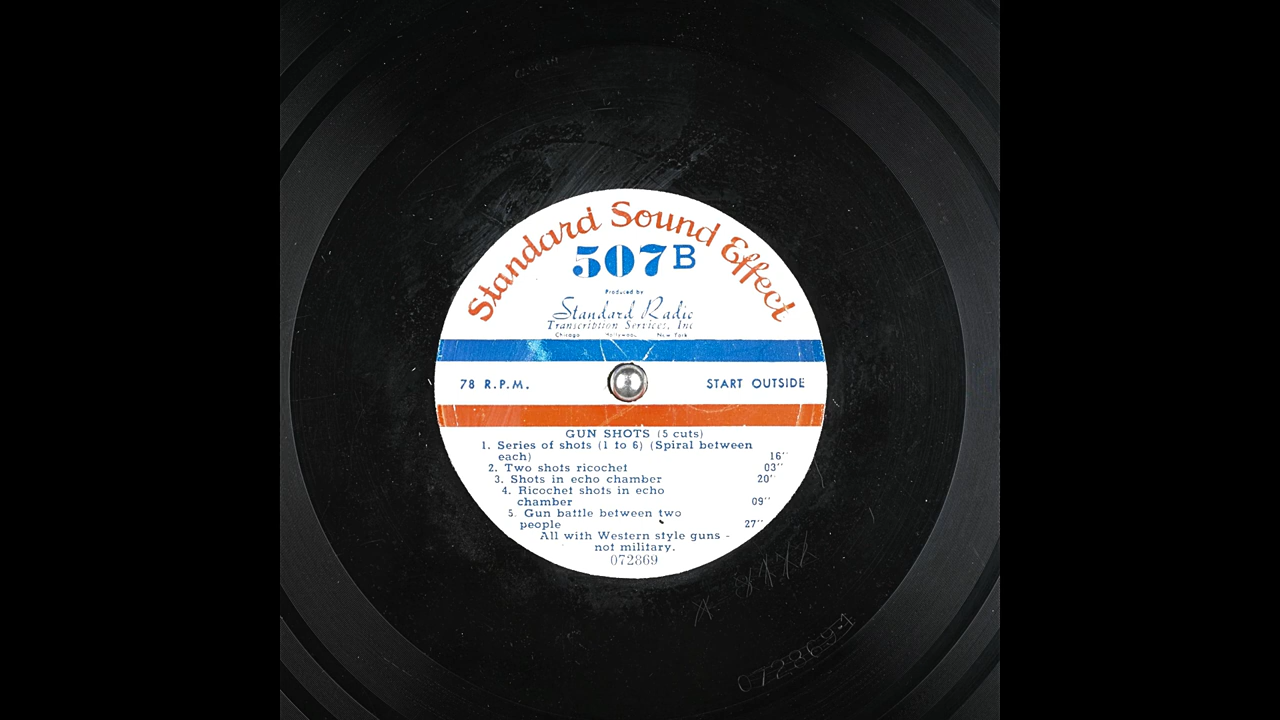 Standard Sound Effect
507B
Produced by
Standard Radio
Transcription Services, Inc
Chicago Hollywood New York
78 R.P.M. START OUTSIDE
GUN SHOTS (5 cuts)
1. Series of shots (1 to 6) (Spiral between
each) 16"
2. Two shots ricochet 03"
3. Shots in echo chamber 20"
4. Ricochet shots in echo
chamber 09"
5. Gun battle between two
people 27"
All with Western style guns -
not military.
072869
072869-1